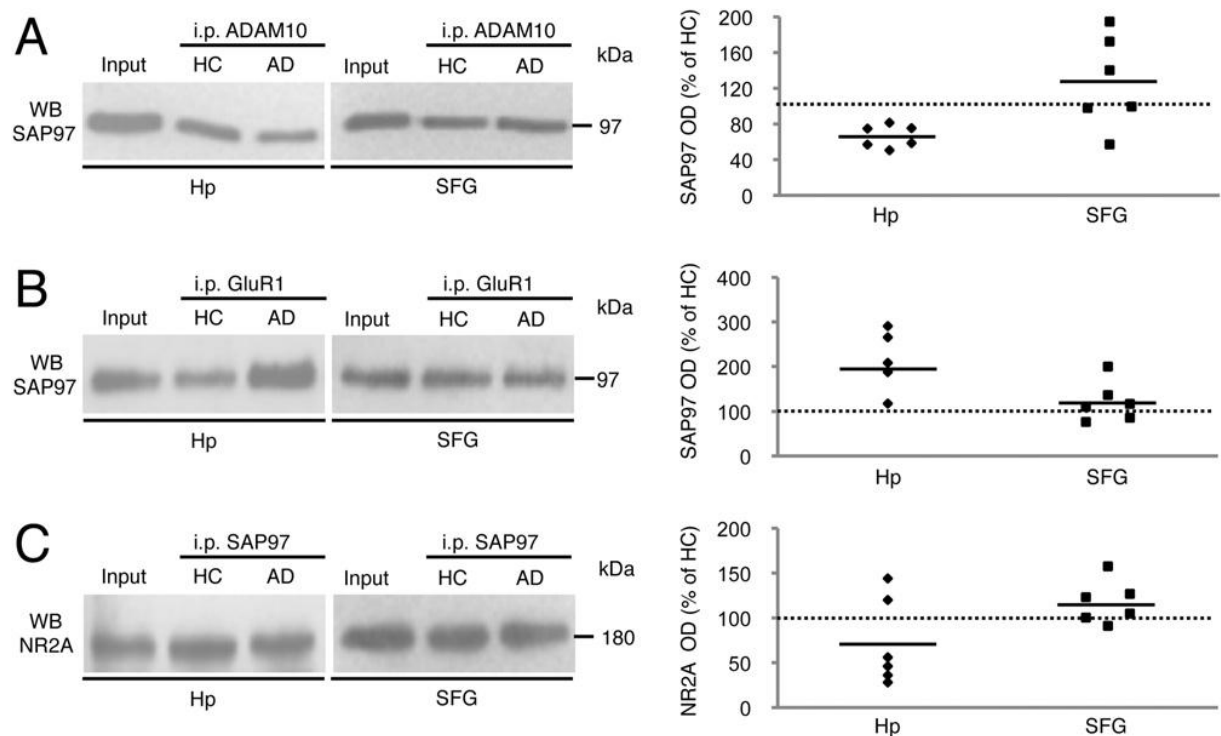 A
i.p. ADAM10
i.p. ADAM10
kDa
Input HC AD
Input HC AD
WB
SAP97
97
Hp
SFG
SAP97 OD (% of HC)
200
160
120
80
40
0
Hp
SFG
B
i.p. GluR1
i.p. GluR1
kDa
Input HC AD
Input HC AD
WB
SAP97
97
Hp
SFG
SAP97 OD (% of HC)
400
300
200
100
0
Hp
SFG
C
i.p. SAP97
i.p. SAP97
kDa
Input HC AD
Input HC AD
WB
NR2A
180
Hp
SFG
NR2A OD (% of HC)
200
150
100
50
0
Hp
SFG